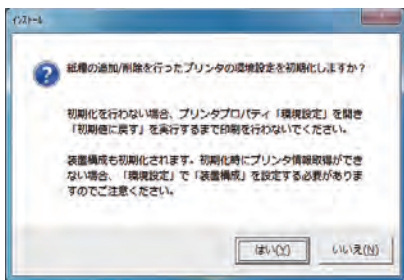 インストール
紙種の追加/削除を行ったプリンタの環境設定を初期化しますか？
初期化を行わない場合、プリンタプロパティ「環境設定」を開き
「初期値に戻す」を実行するまで印刷を行わないでください。
装置構成も初期化されます。初期化時にプリンタ情報取得ができ
ない場合、「環境設定」で「装置構成」を設定する必要がありま
すのでご注意ください。
はい(Y)
いいえ(N)